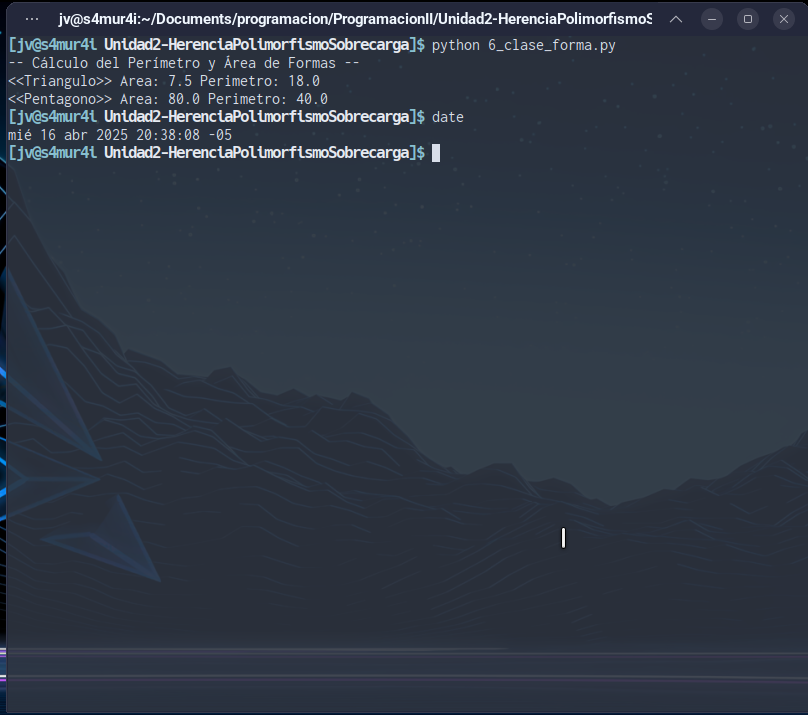 jv@s4mur4i:~/Documents/programacion/ProgramacionII/Unidad2-HerenciaPolimorfismoS
[jv@s4mur4i Unidad2-HerenciaPolimorfismoSobrecarga]$ python 6_clase_forma.py
-- Cálculo del Perímetro y Área de Formas --
<<Triangulo>> Area: 7.5 Perimetro: 18.0
<<Pentagono>> Area: 80.0 Perimetro: 40.0
[jv@s4mur4i Unidad2-HerenciaPolimorfismoSobrecarga]$ date
mié 16 abr 2025 20:38:08 -05
[jv@s4mur4i Unidad2-HerenciaPolimorfismoSobrecarga]$